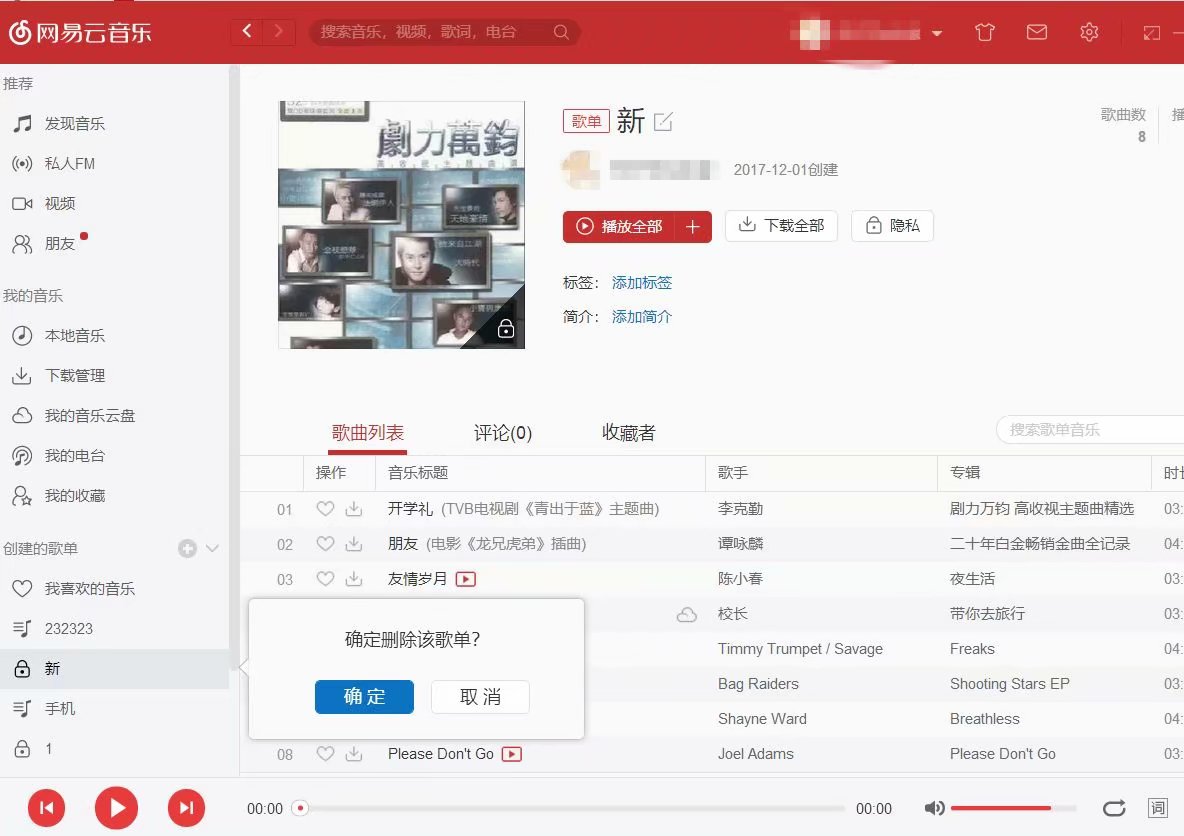 网易云音乐
搜索音乐，视频，歌词，电台
推荐
发现音乐
私人FM
视频
朋友
我的音乐
本地音乐
下载管理
我的音乐云盘
我的电台
我的收藏
创建的歌单
我喜欢的音乐
232323
新
手机
1
劇力萬鈞
歌单 新
歌曲数
播
8
2017-12-01创建
播放全部
下载全部
隐私
标签： 添加标签
简介： 添加简介
歌曲列表 评论(0) 收藏者
搜索歌单音乐
操作 音乐标题 歌手 专辑 时长
01 开学礼 (TVB电视剧《青出于蓝》主题曲) 李克勤 剧力万钧 高收视主题曲精选 03:
02 朋友 (电影《龙兄虎弟》插曲) 谭咏麟 二十年白金畅销金曲全记录 04:
03 友情岁月 陈小春 夜生活 03:
校长 带你去旅行 03:
Timmy Trumpet / Savage Freaks 04:
Bag Raiders Shooting Stars EP 03:
Shayne Ward Breathless 04:
08 Please Don't Go Joel Adams Please Don't Go 03:
确定删除该歌单？
确定 取消
00:00 00:00
词